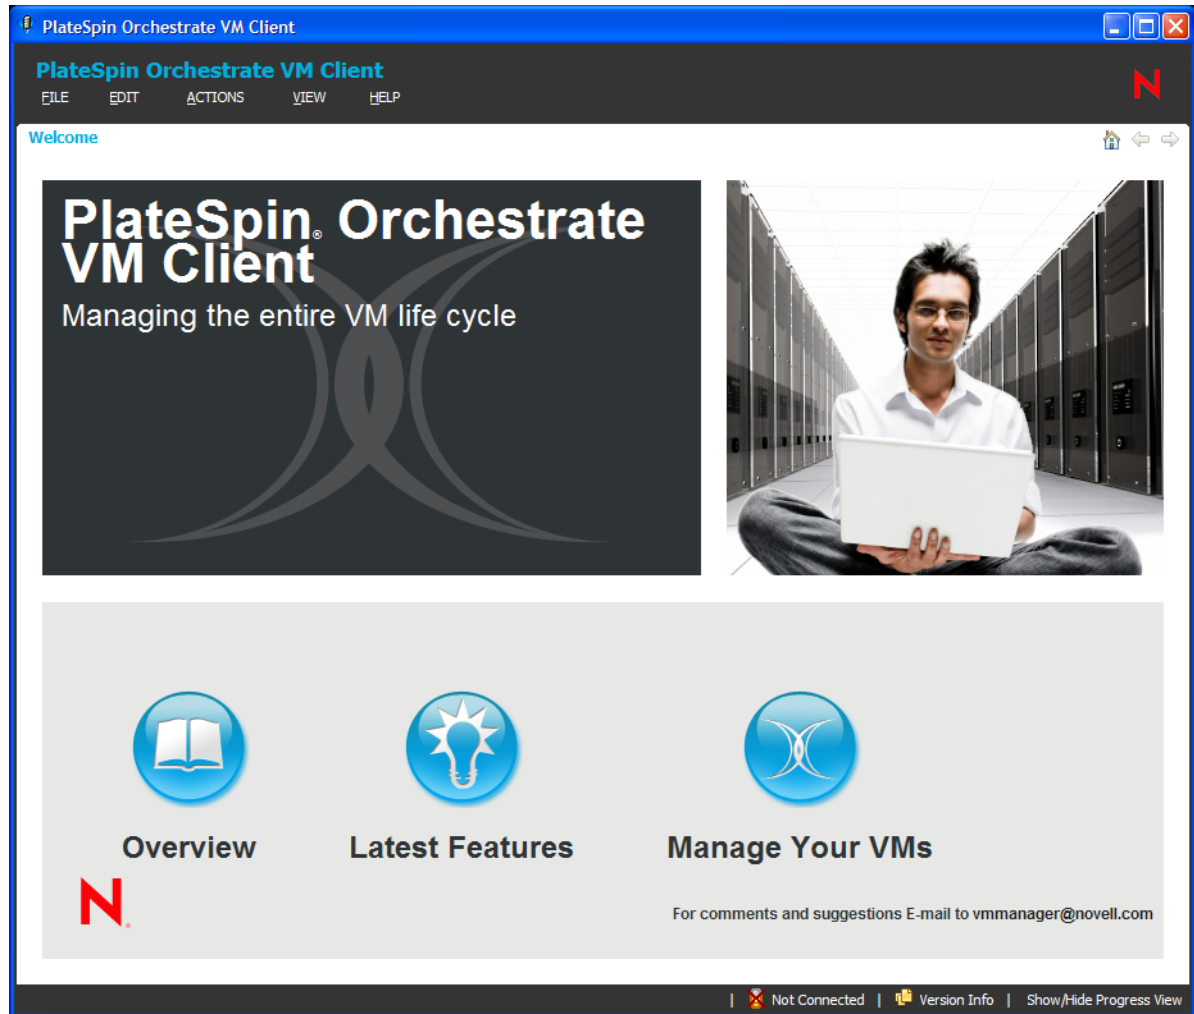 PlateSpin Orchestrate VM Client
PlateSpin Orchestrate VM Client
N
FILE EDIT ACTIONS VIEW HELP
Welcome
PlateSpin® Orchestrate
VM Client
Managing the entire VM life cycle
Overview
Latest Features
Manage Your VMs
N®
For comments and suggestions E-mail to vmmanager@novell.com
| Not Connected | Version Info | Show/Hide Progress View